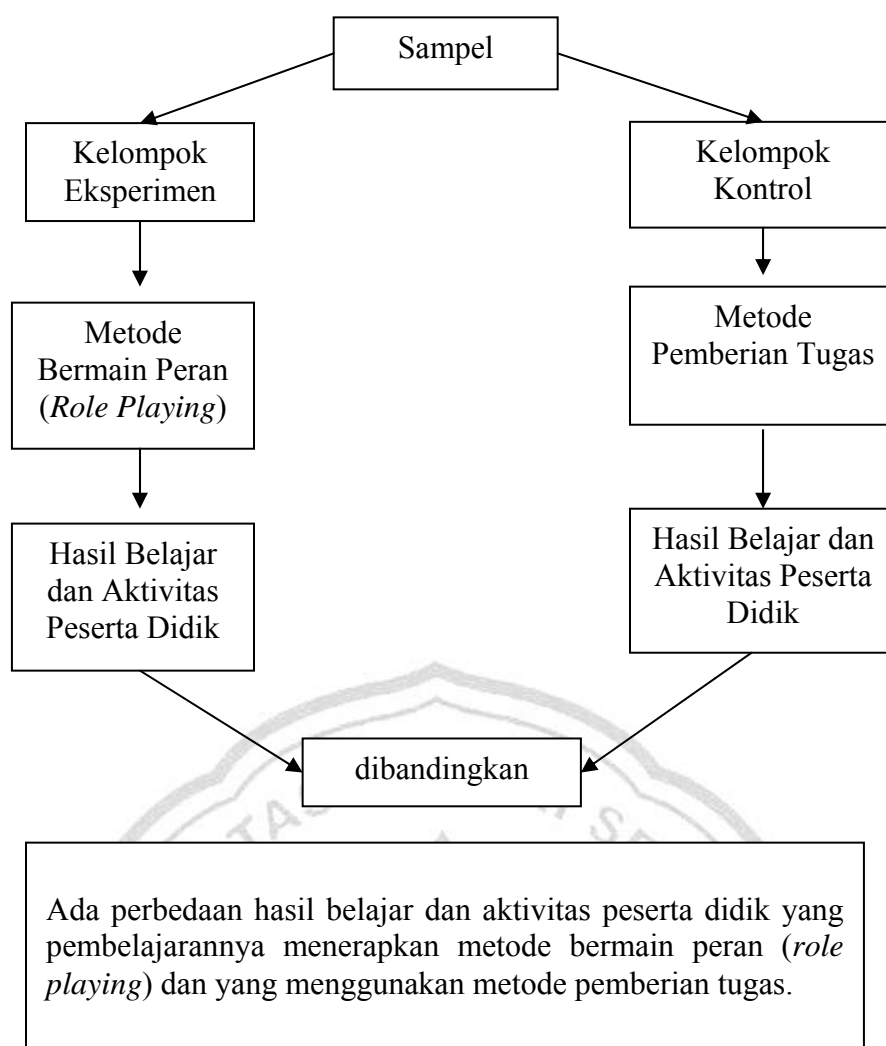 Sampel
Kelompok
Eksperimen
Kelompok
Kontrol
Metode
Bermain Peran
(Role Playing)
Metode
Pemberian Tugas
Hasil Belajar
dan Aktivitas
Peserta Didik
Hasil Belajar dan
Aktivitas Peserta
Didik
dibandingkan
Ada perbedaan hasil belajar dan aktivitas peserta didik yang
pembelajarannya menerapkan metode bermain peran (role
playing) dan yang menggunakan metode pemberian tugas.